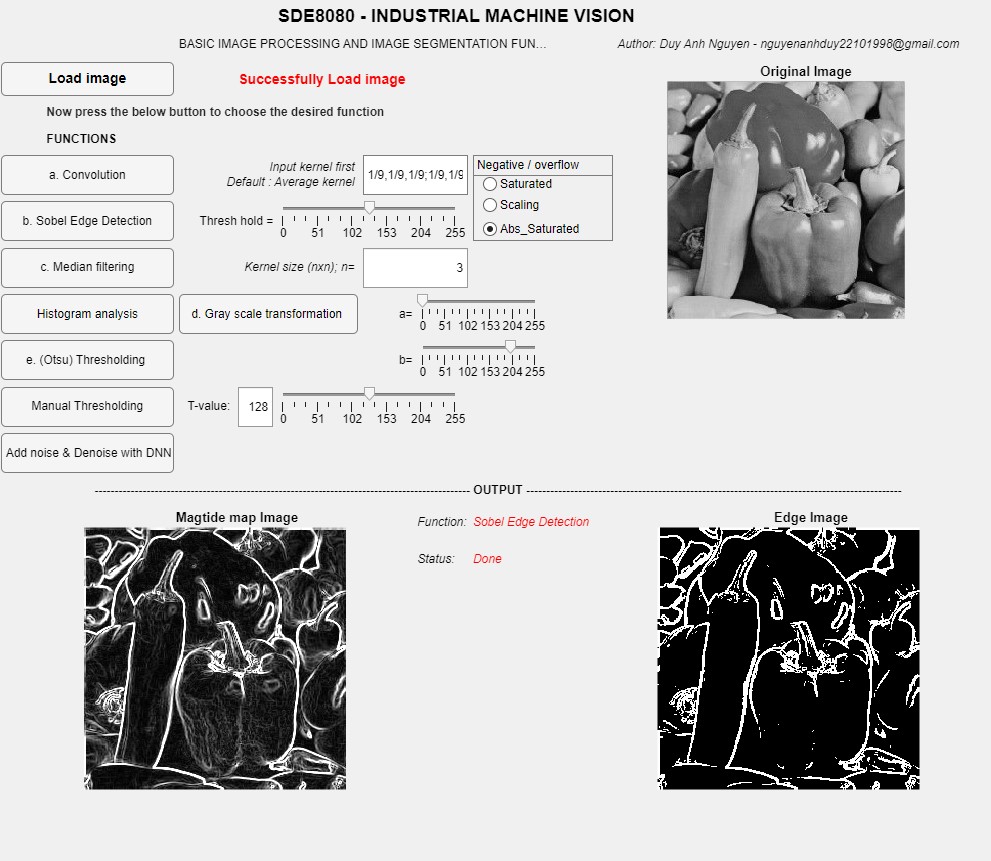 SDE8080 - INDUSTRIAL MACHINE VISION
BASIC IMAGE PROCESSING AND IMAGE SEGMENTATION FUN...
Author: Duy Anh Nguyen - nguyenanhduy22101998@gmail.com
Load image
Successfully Load image
Original Image
Now press the below button to choose the desired function
FUNCTIONS
a. Convolution
Input kernel first
Default : Average kernel
1/9,1/9,1/9;1/9,1/9
Negative / overflow
Saturated
Scaling
Abs_Saturated
b. Sobel Edge Detection
Thresh hold =
0 51 102 153 204 255
c. Median filtering
Kernel size (nxn); n=
3
Histogram analysis
d. Gray scale transformation
a=
0 51 102 153 204 255
e. (Otsu) Thresholding
b=
0 51 102 153 204 255
Manual Thresholding
T-value:
128
0 51 102 153 204 255
Add noise & Denoise with DNN
OUTPUT
Magtide map Image
Function: Sobel Edge Detection
Status: Done
Edge Image